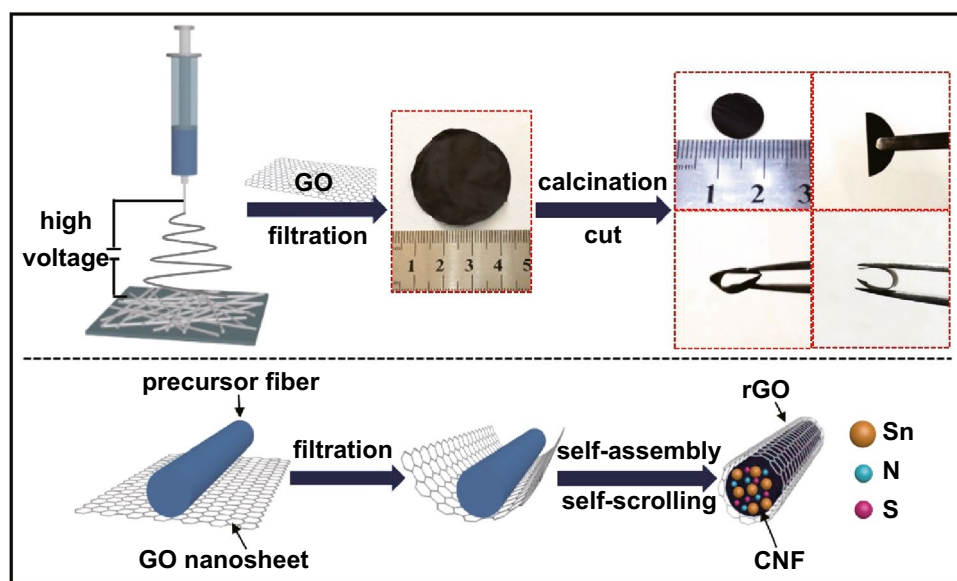 high
voltage
GO
filtration
1 2 3 4 5
calcination
cut
1 2 3
precursor fiber
GO nanosheet
filtration
self-assembly
self-scrolling
rGO
CNF
Sn
N
S